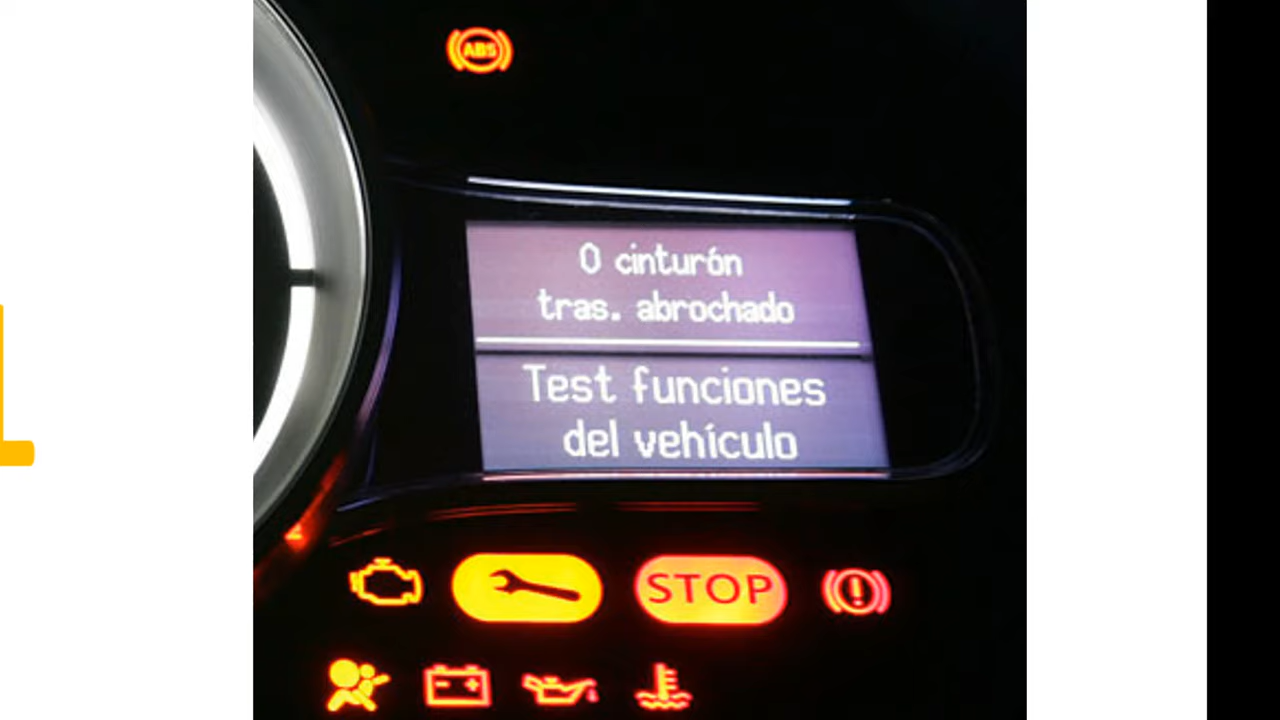 ABS
0 cinturón
tras. abrochado
Test funciones
del vehículo
STOP